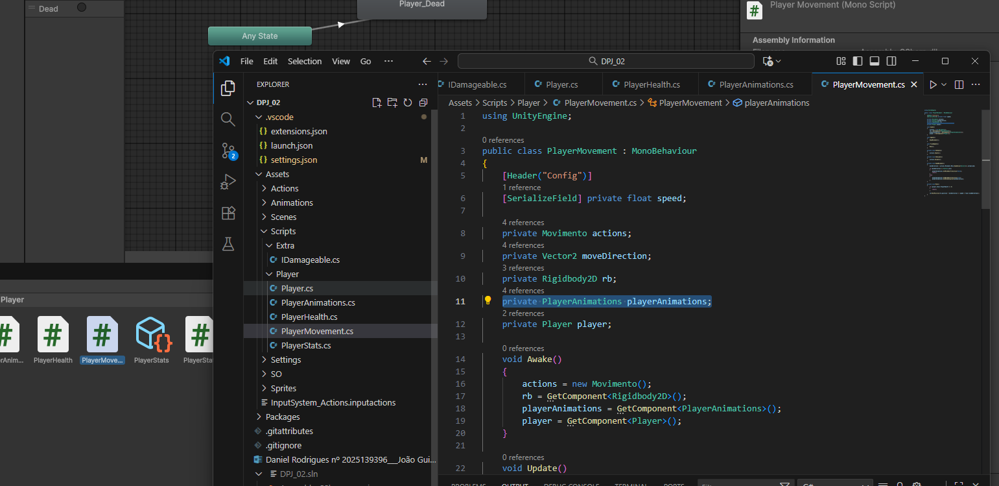 Dead
Player_Dead
Any State
Player Movement (Mono Script)
Assembly Information
File Edit Selection View Go ···
DPJ_02
EXPLORER
DPJ_02
.vscode
{} extensions.json
{} launch.json
{} settings.json M
Assets
Actions
Animations
Scenes
Scripts
Extra
C# IDamageable.cs
Player
C# Player.cs
C# PlayerAnimations.cs
C# PlayerHealth.cs
C# PlayerMovement.cs
C# PlayerStats.cs
Settings
SO
Sprites
InputSystem_Actions.inputactions
Packages
.gitattributes
.gitignore
Daniel Rodrigues nº 2025139396___João Gui...
DPJ_02.sln
2
IDamageable.cs
Player.cs
PlayerHealth.cs
PlayerAnimations.cs
PlayerMovement.cs
Assets > Scripts > Player > PlayerMovement.cs > PlayerMovement > playerAnimations
1 using UnityEngine;
2
0 references
3 public class PlayerMovement : MonoBehaviour
4 {
5 [Header("Config")]
1 reference
6 [SerializeField] private float speed;
7
4 references
8 private Movimento actions;
4 references
9 private Vector2 moveDirection;
3 references
10 private Rigidbody2D rb;
4 references
11 private PlayerAnimations playerAnimations;
2 references
12 private Player player;
13
0 references
14 void Awake()
15 {
16 actions = new Movimento();
17 rb = GetComponent<Rigidbody2D>();
18 playerAnimations = GetComponent<PlayerAnimations>();
19 player = GetComponent<Player>();
20 }
21
0 references
22 void Update()
PROBLEMS OUTPUT DEBUG CONSOLE TERMINAL PORTS
Player
erAnim...
PlayerHealth
PlayerMove...
PlayerStats
PlayerStat